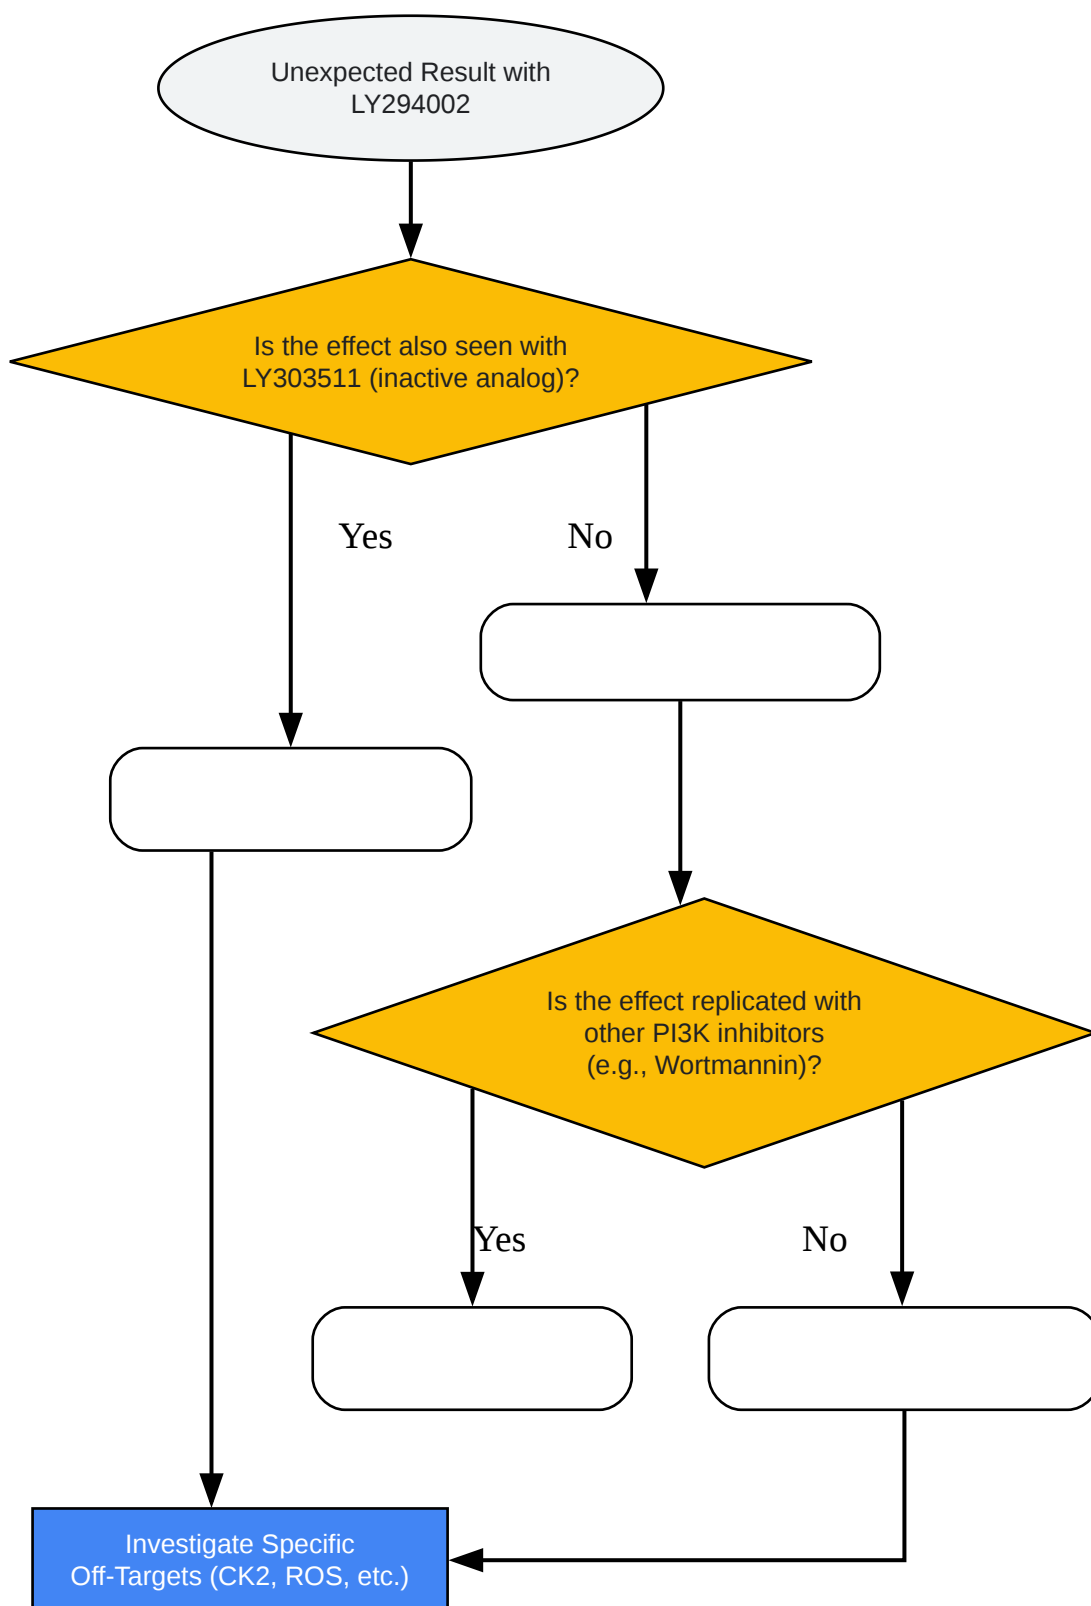 Unexpected Result with
LY294002
Is the effect also seen with
LY303511 (inactive analog)?
Yes
No
Is the effect replicated with
other PI3K inhibitors
(e.g., Wortmannin)?
Yes
No
Investigate Specific
Off-Targets (CK2, ROS, etc.)